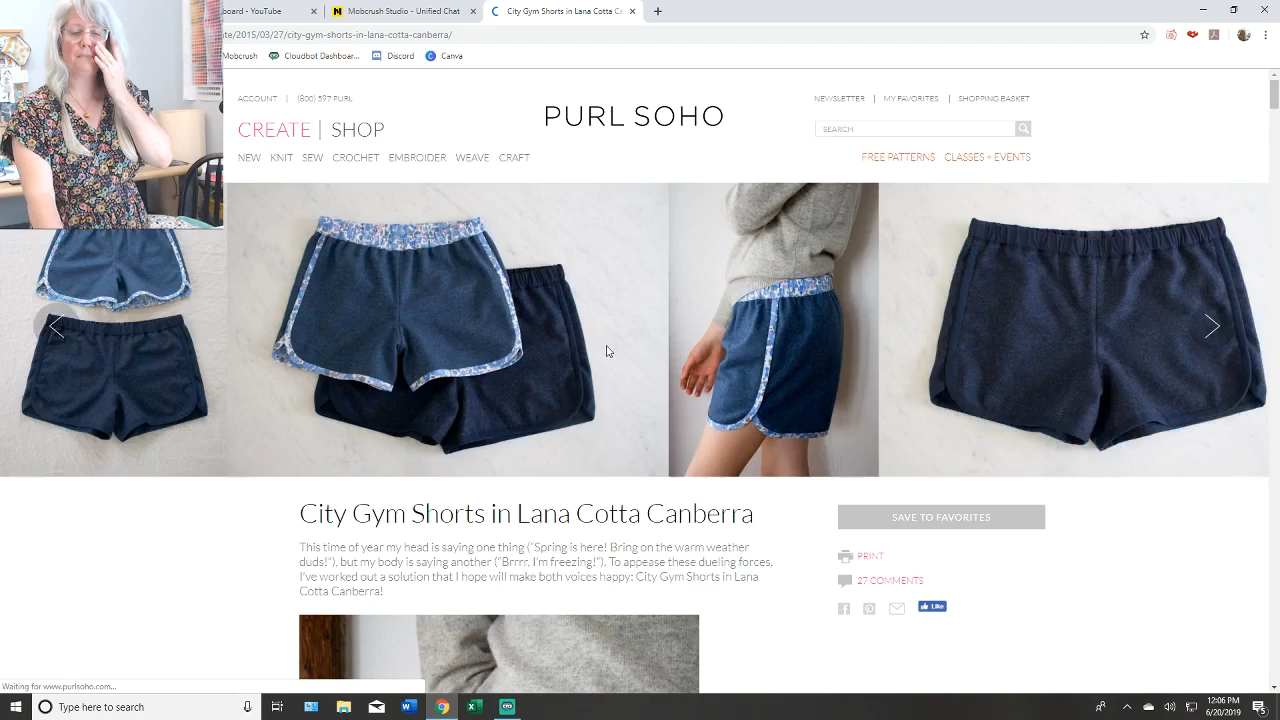 board - YouTube
Mobcrush Studio - Unified Feed
City Gym Shorts in Lana Cotta Ca
te/2015/03/27/city-gym-shorts-in-lana-cotta-canberra/
Mobcrush
Cloudbot Dashboar...
Discord
Canva
ACCOUNT | (800) 597 PURL
PURL SOHO
NEWSLETTER | MY FAVORITES | SHOPPING BASKET
CREATE | SHOP
SEARCH
NEW KNIT SEW CROCHET EMBROIDER WEAVE CRAFT
FREE PATTERNS CLASSES + EVENTS
City Gym Shorts in Lana Cotta Canberra
This time of year my head is saying one thing (“Spring is here! Bring on the warm weather
duds!”), but my body is saying another (“Brrrr, I’m freezing!”). To appease these dueling forces,
I’ve worked out a solution that I hope will make both voices happy: City Gym Shorts in Lana
Cotta Canberra!
SAVE TO FAVORITES
PRINT
27 COMMENTS
Like
Waiting for www.purlsoho.com...
Type here to search
12:06 PM
6/20/2019